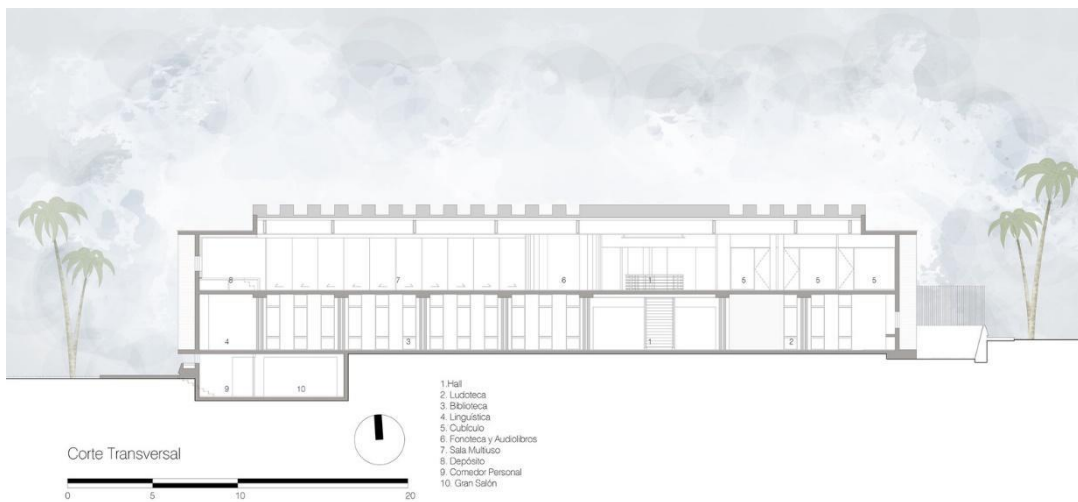 8
7
6
1
5
5
5
4
3
1
2
9
10
1.Hall
2. Ludoteca
3. Biblioteca
4. Linguística
5. Cubículo
6. Fonoteca y Audiolibros
7. Sala Multiuso
8. Depósito
9. Comedor Personal
10. Gran Salón
Corte Transversal
0 5 10 20